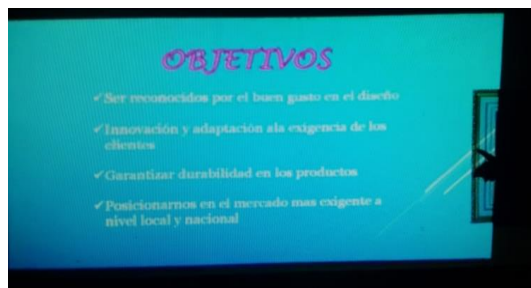 OBJETIVOS
✓Ser reconocidos por el buen gusto en el diseño
✓Innovación y adaptación ala exigencia de los
clientes
✓Garantizar durabilidad en los productos
✓Posicionarnos en el mercado mas exigente a
nivel local y nacional